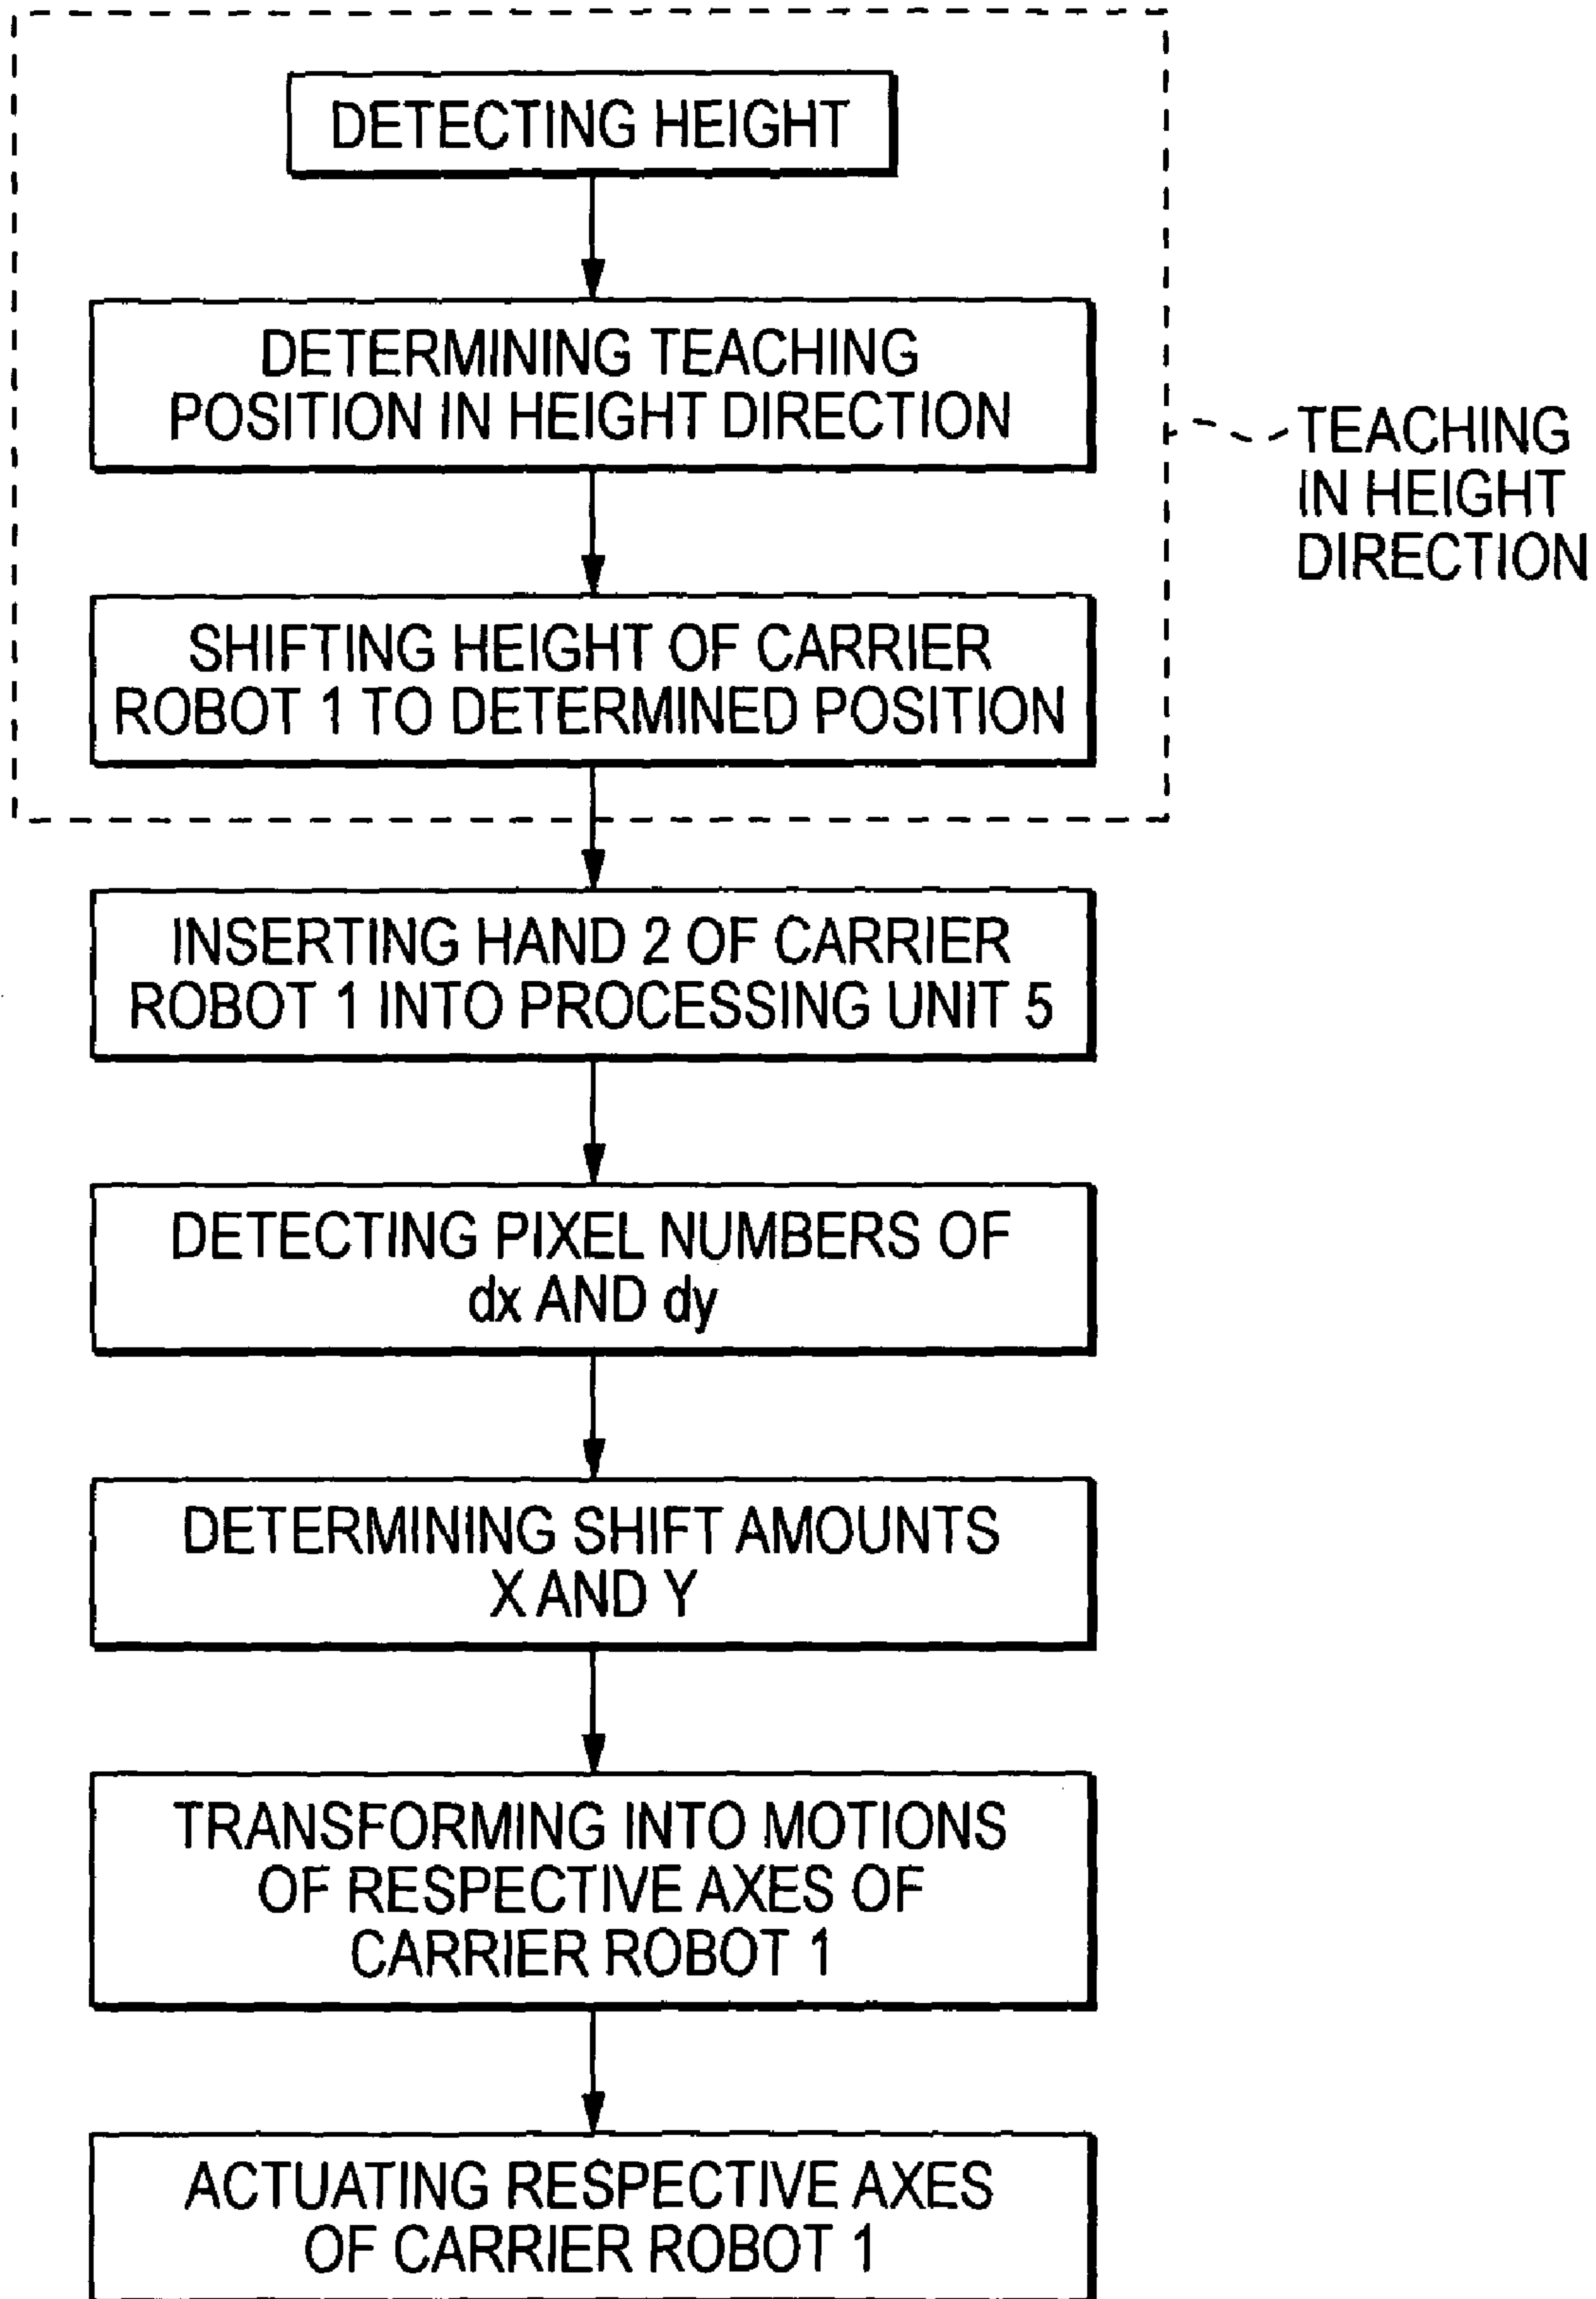 DETECTING HEIGHT
DETERMINING TEACHING
POSITION IN HEIGHT DIRECTION
TEACHING
IN HEIGHT
DIRECTION
SHIFTING HEIGHT OF CARRIER
ROBOT 1 TO DETERMINED POSITION
INSERTING HAND 2 OF CARRIER
ROBOT 1 INTO PROCESSING UNIT 5
DETECTING PIXEL NUMBERS OF
dx AND dy
DETERMINING SHIFT AMOUNTS
X AND Y
TRANSFORMING INTO MOTIONS
OF RESPECTIVE AXES OF
CARRIER ROBOT 1
ACTUATING RESPECTIVE AXES
OF CARRIER ROBOT 1